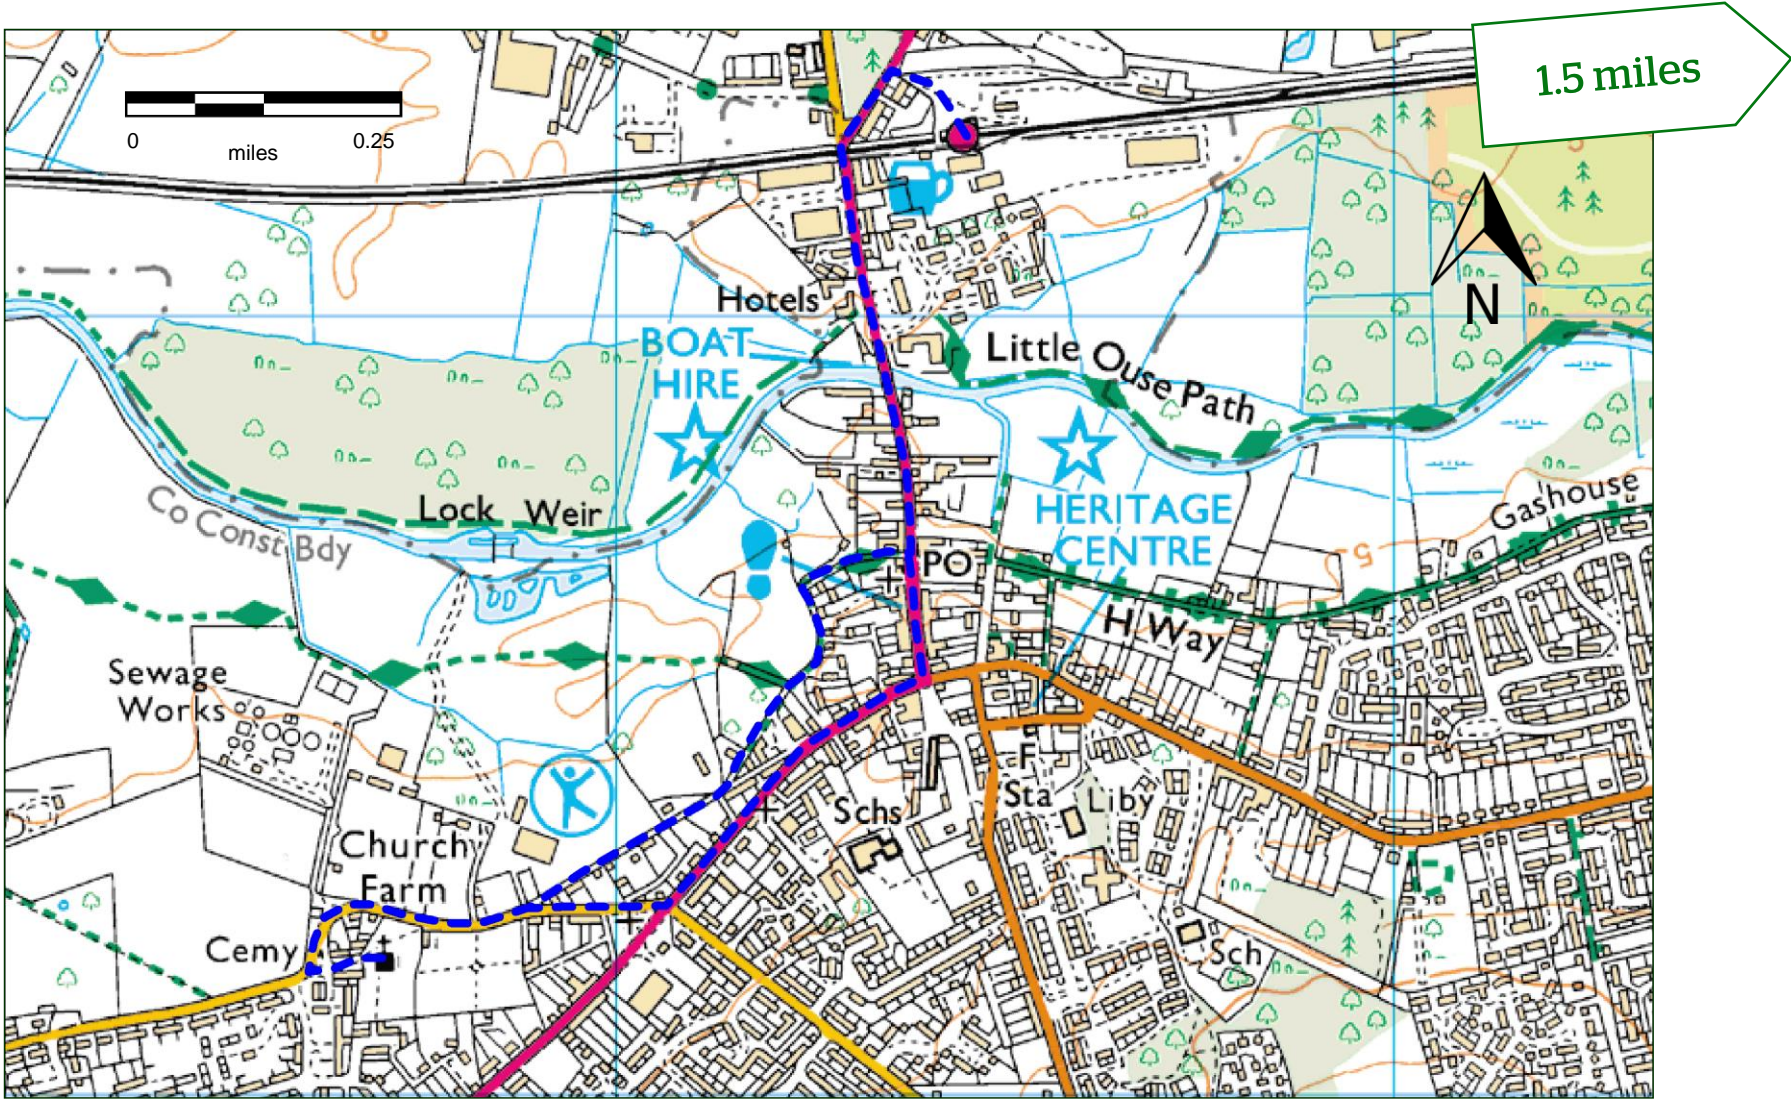 1.5 miles
0
0.25
miles
N
Hotels
BOAT
HIRE
Little Ouse Path
Lock
Weir
Co Const Bdy
HERITAGE
CENTRE
Gashouse
5
PO
H Way
Sewage
Works
F
Sta
Liby
Schs
Church
Farm
Cemy
Sch